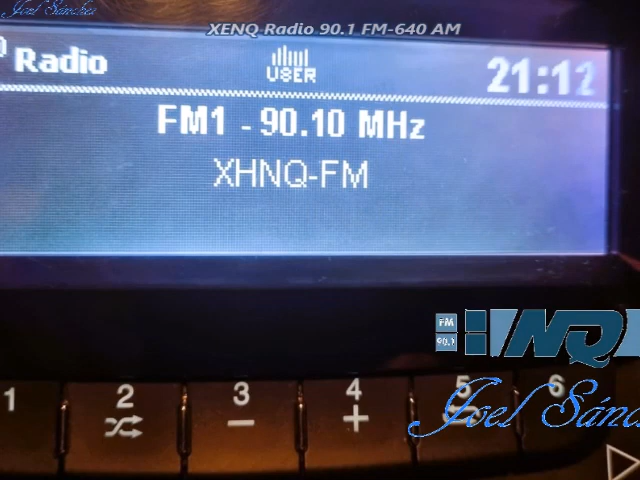 Joel Sánchez
XENQ Radio 90.1 FM-640 AM
Radio
USER
21:12
FM1 - 90.10 MHz
XHNQ-FM
FM
90.1
NQ
1 2 3 4 5 6
Joel Sánc